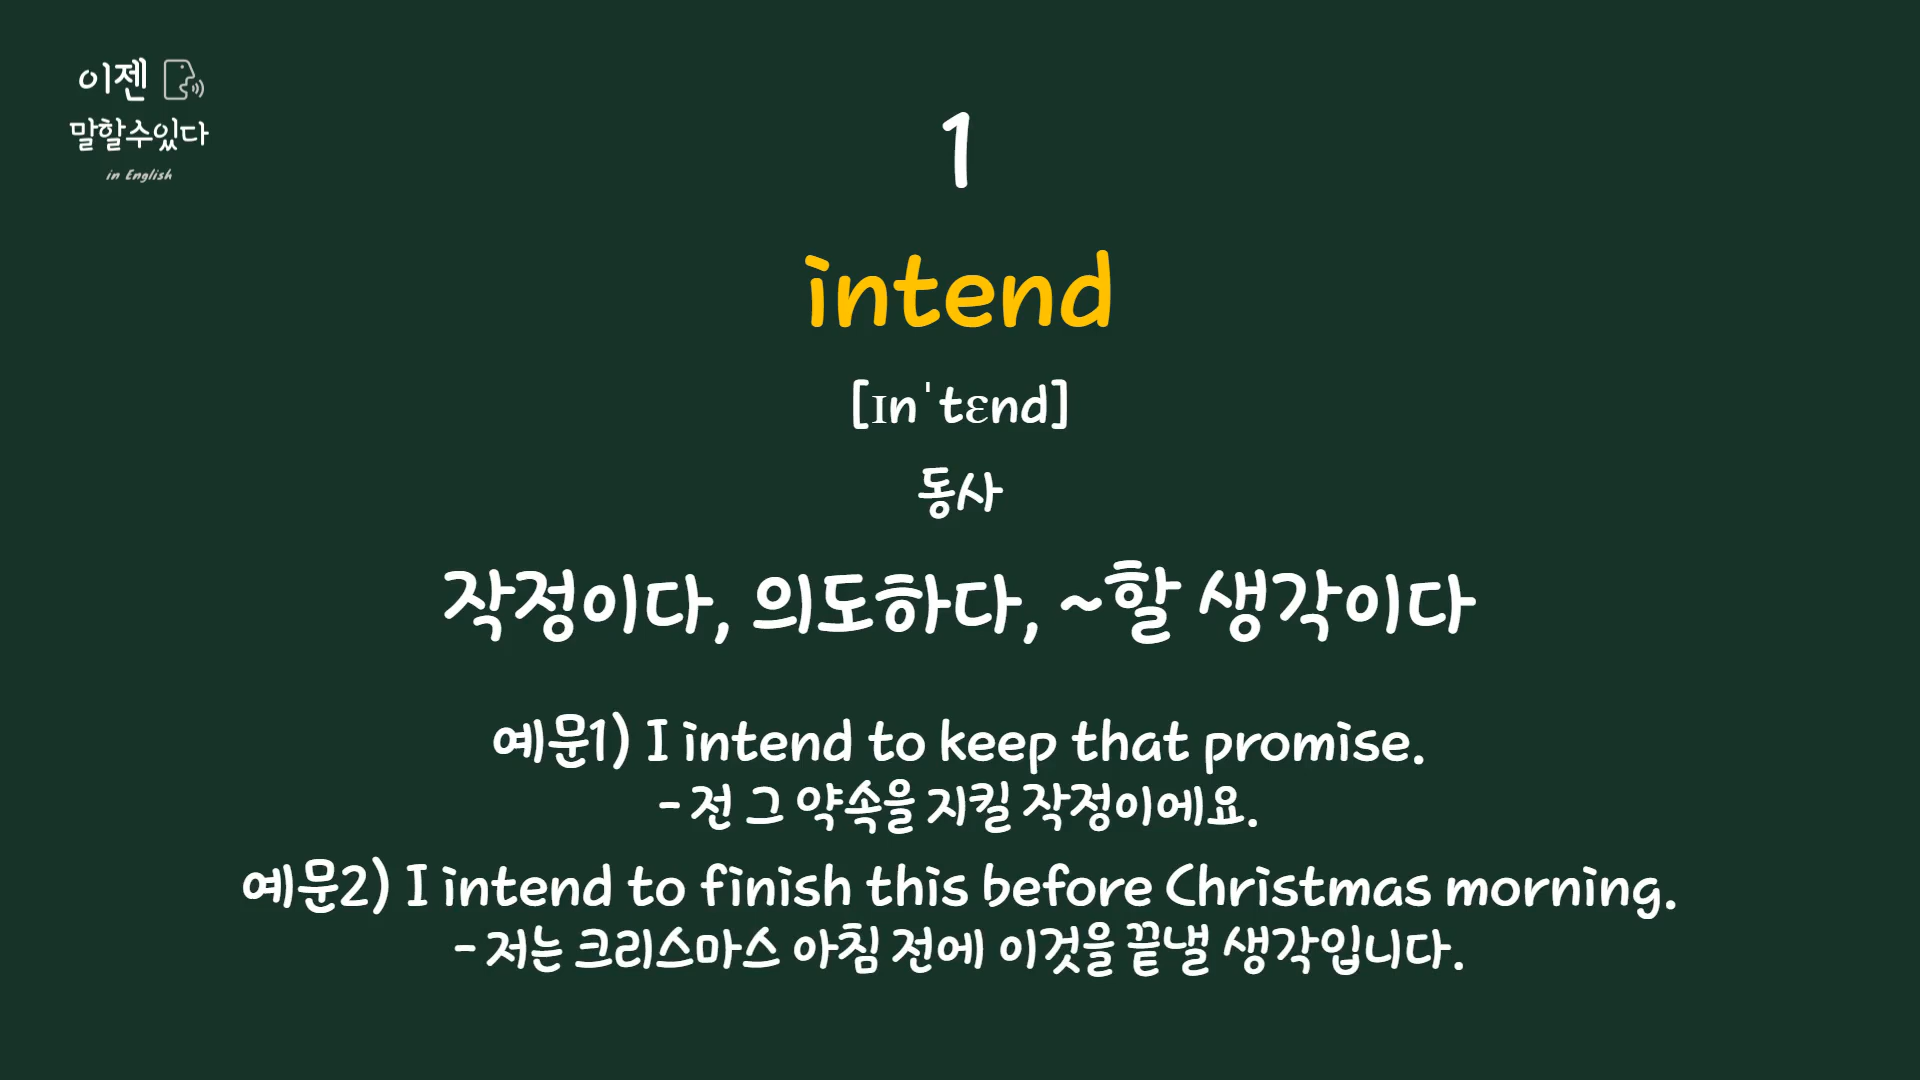 이젠
말할수있다
in English
1
intend
[ɪnˈtɛnd]
동사
작정이다, 의도하다, ~할 생각이다
예문1) I intend to keep that promise.
- 전 그 약속을 지킬 작정이에요.
예문2) I intend to finish this before Christmas morning.
- 저는 크리스마스 아침 전에 이것을 끝낼 생각입니다.